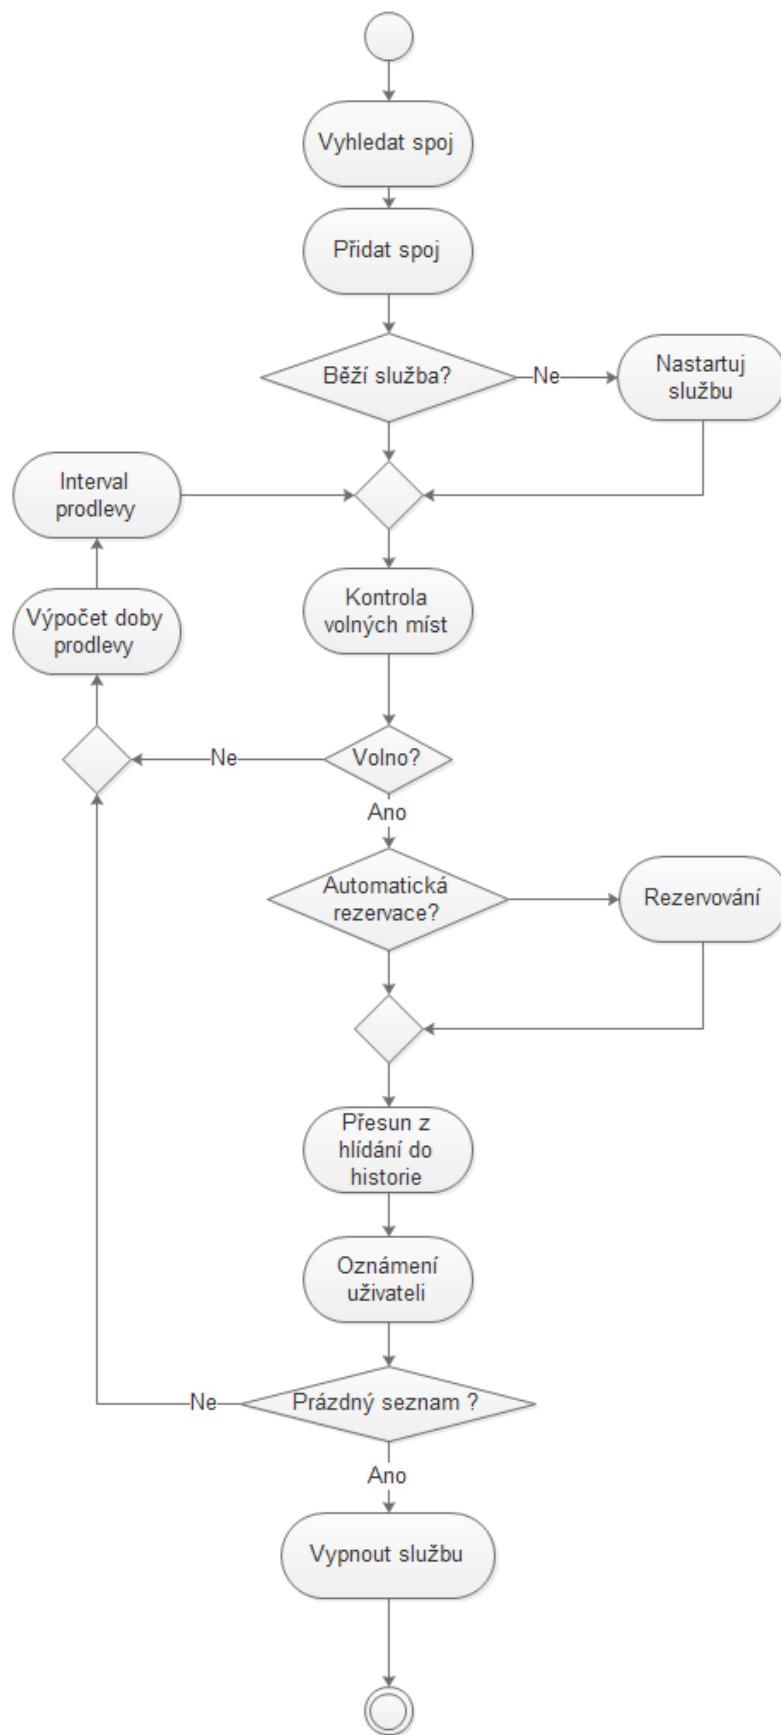 Vyhledat spoj
Přidat spoj
Běží služba?
Ne
Nastartuj
službu
Interval
prodlevy
Kontrola
volných míst
Výpočet doby
prodlevy
Volno?
Ne
Ano
Automatická
rezervace?
Rezervování
Přesun z
hlídání do
historie
Oznámení
uživateli
Prázdný seznam ?
Ne
Ano
Vypnout službu